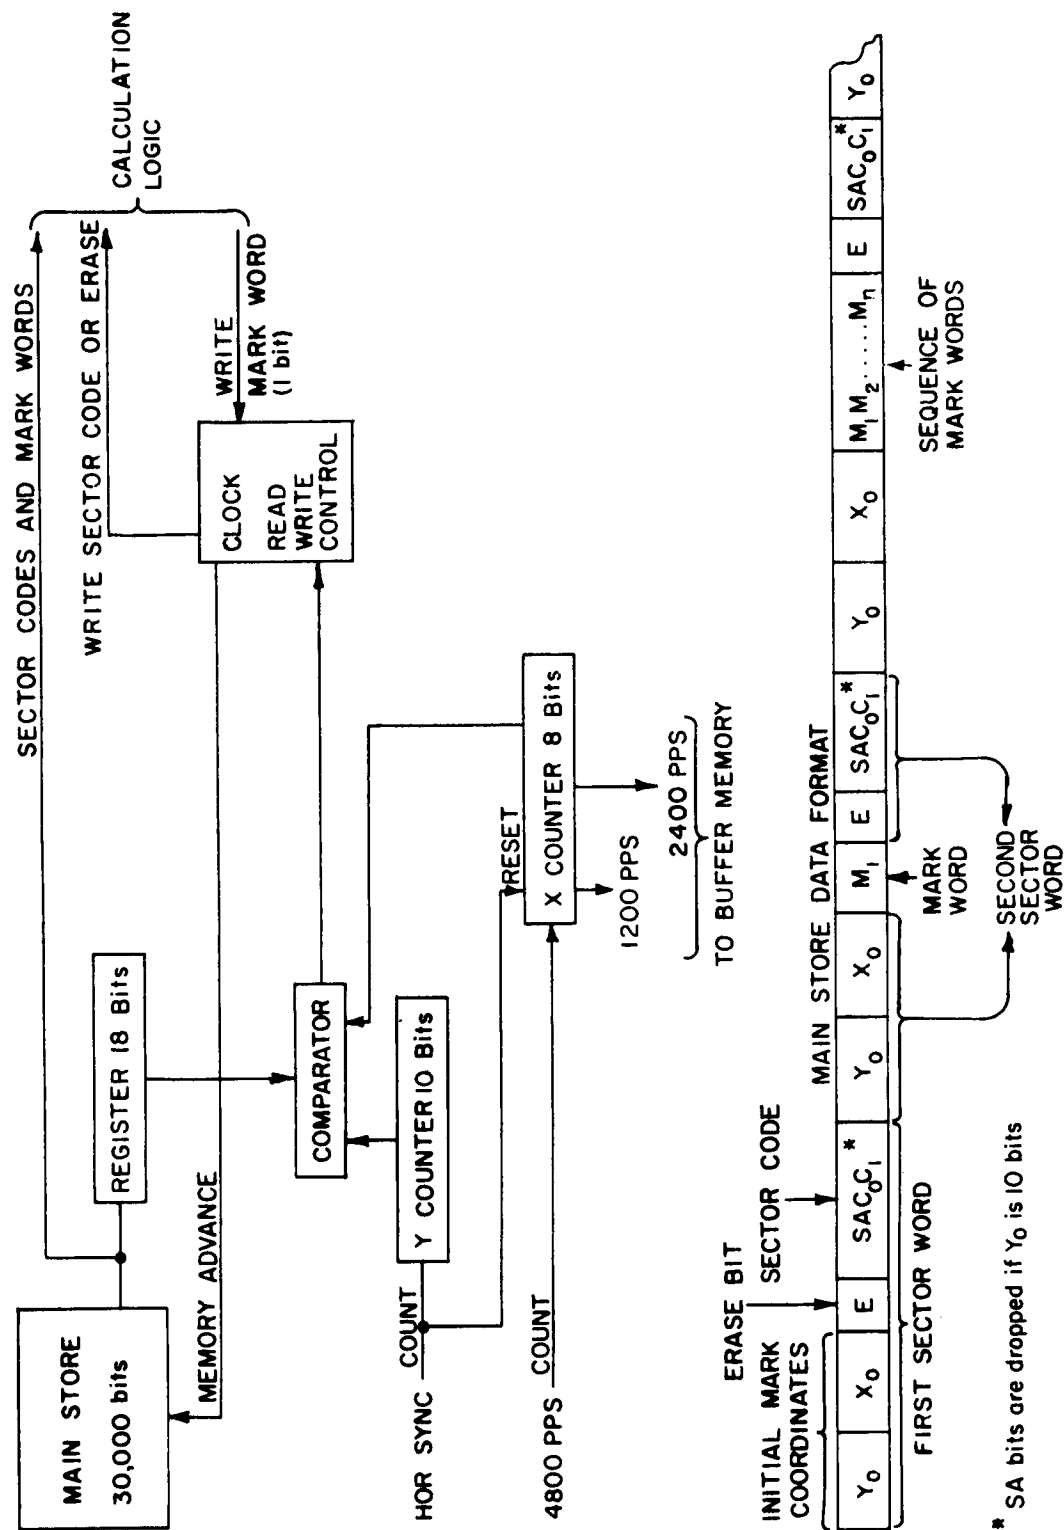 SECTOR CODES AND MARK WORDS
WRITE SECTOR CODE OR ERASE
CALCULATION
LOGIC
WRITE
MARK WORD
(1 bit)
CLOCK
READ
WRITE
CONTROL
MAIN STORE
30,000 bits
REGISTER 18 Bits
MEMORY ADVANCE
COMPARATOR
Y COUNTER 10 Bits
HOR SYNC
COUNT
RESET
X COUNTER 8 Bits
4800 PPS
COUNT
1200 PPS
2400 PPS
TO BUFFER MEMORY
MAIN STORE DATA FORMAT
INITIAL MARK
COORDINATES
ERASE BIT
SECTOR CODE
Y₀ X₀ E SAC₀C₁* Y₀ X₀ M₁ E SAC₀C₁* Y₀ X₀ M₁ M₂ ..... Mₙ E SAC₀C₁* Y₀
FIRST SECTOR WORD
MARK
WORD
SECOND
SECTOR
WORD
SEQUENCE OF
MARK WORDS
* SA bits are dropped if Y₀ is 10 bits